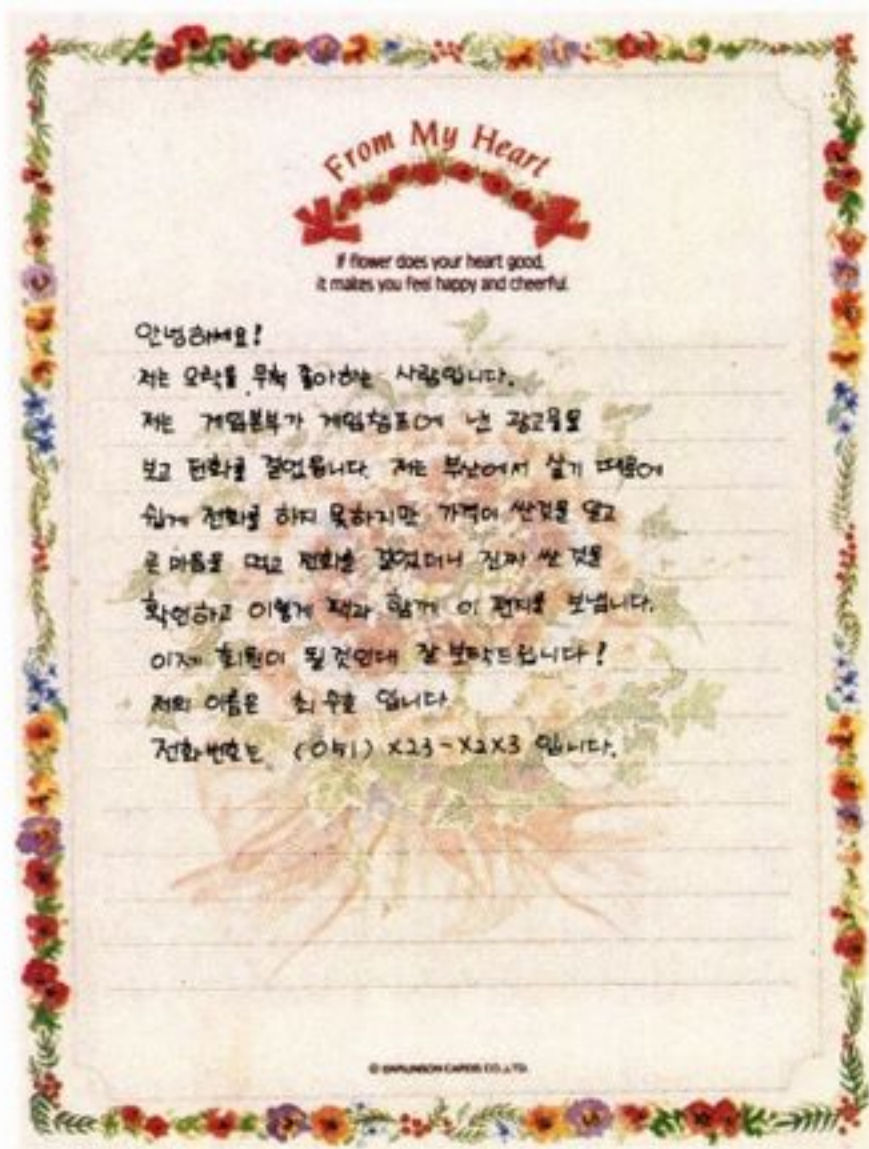 From My Heart
If flower does your heart good,
it makes you feel happy and cheerful.
안녕하세요!
저는 오락을 무척 좋아하는 사람입니다.
저는 게임본부가 게임챔프에 낸 광고물을
보고 전화를 걸었읍니다. 저는 부산에서 살기 때문에
쉽게 전화를 하지 못하지만 가격이 싼것을 알고
큰 마음을 먹고 전화를 걸었더니 진짜 싼 것을
확인하고 이렇게 팩과 함께 이 편지를 보냅니다.
이제 회원이 될것인데 잘 부탁드립니다!
저의 이름은 최수호 입니다.
전화번호는 (051) X23-X2X3 입니다.
© BARUNSON CARDS CO.,LTD.